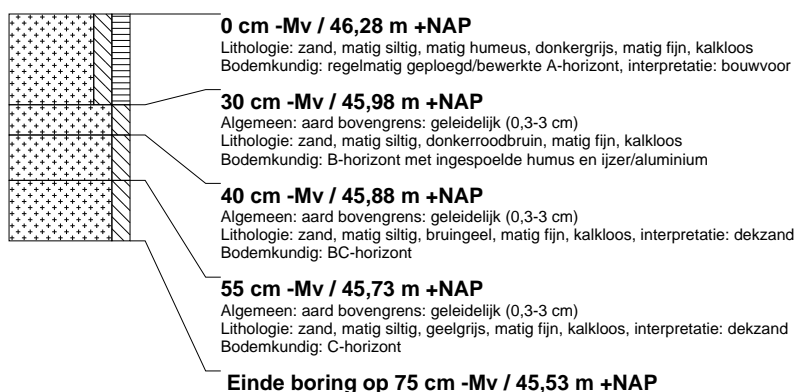 0 cm -Mv / 46,28 m +NAP
Lithologie: zand, matig siltig, matig humeus, donkergrijs, matig fijn, kalkloos
Bodemkundig: regelmatig geploegd/bewerkte A-horizont, interpretatie: bouwvoor
30 cm -Mv / 45,98 m +NAP
Algemeen: aard bovengrens: geleidelijk (0,3-3 cm)
Lithologie: zand, matig siltig, donkerroodbruin, matig fijn, kalkloos
Bodemkundig: B-horizont met ingespoelde humus en ijzer/aluminium
40 cm -Mv / 45,88 m +NAP
Algemeen: aard bovengrens: geleidelijk (0,3-3 cm)
Lithologie: zand, matig siltig, bruingeel, matig fijn, kalkloos, interpretatie: dekzand
Bodemkundig: BC-horizont
55 cm -Mv / 45,73 m +NAP
Algemeen: aard bovengrens: geleidelijk (0,3-3 cm)
Lithologie: zand, matig siltig, geelgrijs, matig fijn, kalkloos, interpretatie: dekzand
Bodemkundig: C-horizont
Einde boring op 75 cm -Mv / 45,53 m +NAP